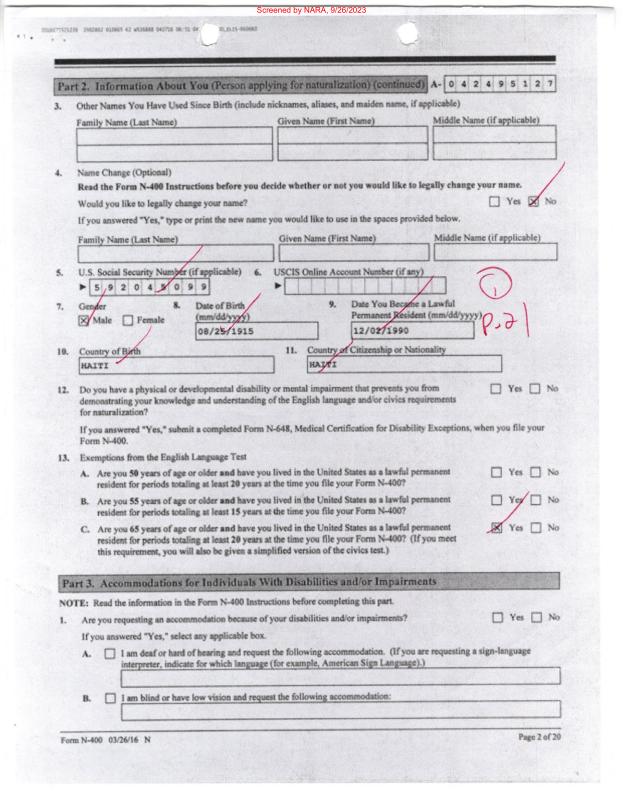 Screened by NARA, 9/26/2023
Part 2. Information About You (Person applying for naturalization) (continued) A- 0 4 2 4 9 5 1 2 7
3. Other Names You Have Used Since Birth (include nicknames, aliases, and maiden name, if applicable)
Family Name (Last Name) Given Name (First Name) Middle Name (if applicable)
4. Name Change (Optional)
Read the Form N-400 Instructions before you decide whether or not you would like to legally change your name.
Would you like to legally change your name? Yes No
If you answered "Yes," type or print the new name you would like to use in the spaces provided below.
Family Name (Last Name) Given Name (First Name) Middle Name (if applicable)
5. U.S. Social Security Number (if applicable) 6. USCIS Online Account Number (if any)
5 9 2 0 4 5 0 9 9
1
7. Gender 8. Date of Birth (mm/dd/yyyy) 9. Date You Became a Lawful Permanent Resident (mm/dd/yyyy)
P.21
Male Female 08/25/1915 12/02/1990
10. Country of Birth 11. Country of Citizenship or Nationality
HAITI HAITI
12. Do you have a physical or developmental disability or mental impairment that prevents you from Yes No
demonstrating your knowledge and understanding of the English language and/or civics requirements
for naturalization?
If you answered "Yes," submit a completed Form N-648, Medical Certification for Disability Exceptions, when you file your
Form N-400.
13. Exemptions from the English Language Test
A. Are you 50 years of age or older and have you lived in the United States as a lawful permanent Yes No
resident for periods totaling at least 20 years at the time you file your Form N-400?
B. Are you 55 years of age or older and have you lived in the United States as a lawful permanent Yes No
resident for periods totaling at least 15 years at the time you file your Form N-400?
C. Are you 65 years of age or older and have you lived in the United States as a lawful permanent Yes No
resident for periods totaling at least 20 years at the time you file your Form N-400? (If you meet
this requirement, you will also be given a simplified version of the civics test.)
Part 3. Accommodations for Individuals With Disabilities and/or Impairments
NOTE: Read the information in the Form N-400 Instructions before completing this part.
1. Are you requesting an accommodation because of your disabilities and/or impairments? Yes No
If you answered "Yes," select any applicable box.
A. I am deaf or hard of hearing and request the following accommodation. (If you are requesting a sign-language
interpreter, indicate for which language (for example, American Sign Language).)
B. I am blind or have low vision and request the following accommodation:
Form N-400 03/26/16 N Page 2 of 20